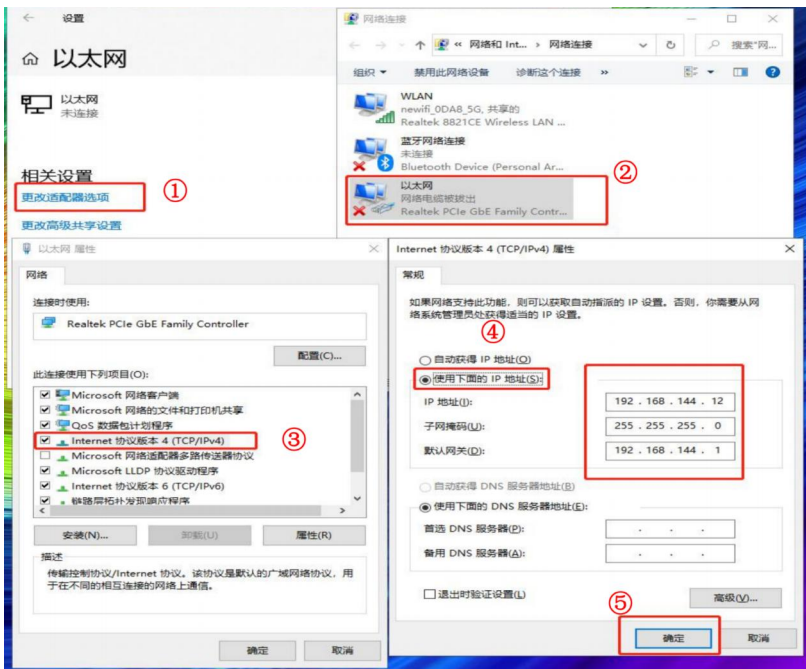 设置
以太网
以太网
未连接
相关设置
更改适配器选项
①
更改高级共享设置
网络连接
« 网络和 Int... › 网络连接
搜索"网...
组织 禁用此网络设备 诊断这个连接 »
WLAN
newifi_0DA8_5G, 共享的
Realtek 8821CE Wireless LAN ...
蓝牙网络连接
未连接
Bluetooth Device (Personal Ar...
②
以太网
网络电缆被拔出
Realtek PCIe GbE Family Contr...
以太网 属性
网络
连接时使用:
Realtek PCIe GbE Family Controller
配置(C)...
此连接使用下列项目(O):
Microsoft 网络客户端
Microsoft 网络的文件和打印机共享
QoS 数据包计划程序
Internet 协议版本 4 (TCP/IPv4)
③
Microsoft 网络适配器多路传送器协议
Microsoft LLDP 协议驱动程序
Internet 协议版本 6 (TCP/IPv6)
链路层拓扑发现响应程序
安装(N)... 卸载(U) 属性(R)
描述
传输控制协议/Internet 协议。该协议是默认的广域网络协议，用
于在不同的相互连接的网络上通信。
确定 取消
Internet 协议版本 4 (TCP/IPv4) 属性
常规
如果网络支持此功能，则可以获取自动指派的 IP 设置。否则，你需要从网
络系统管理员处获得适当的 IP 设置。
④
自动获得 IP 地址(O)
使用下面的 IP 地址(S):
IP 地址(I): 192 . 168 . 144 . 12
子网掩码(U): 255 . 255 . 255 . 0
默认网关(D): 192 . 168 . 144 . 1
自动获得 DNS 服务器地址(B)
使用下面的 DNS 服务器地址(E):
首选 DNS 服务器(P): . . .
备用 DNS 服务器(A): . . .
退出时验证设置(L)
⑤
高级(V)...
确定 取消